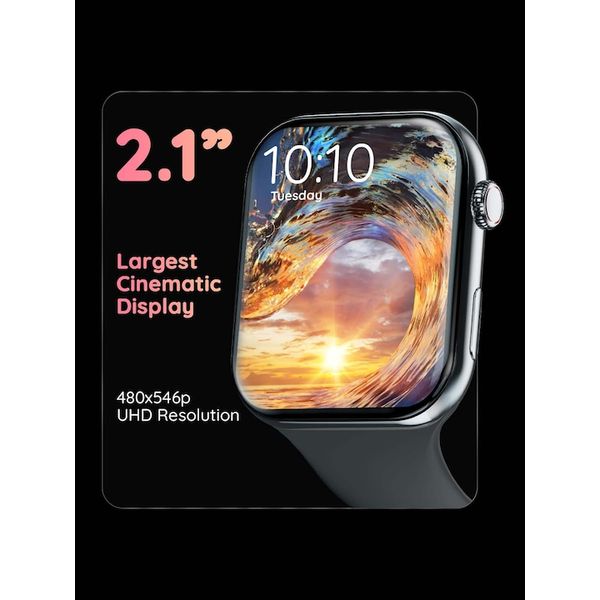 2.1”
Largest
Cinematic
Display
480x546p
UHD Resolution
10:10
Tuesday